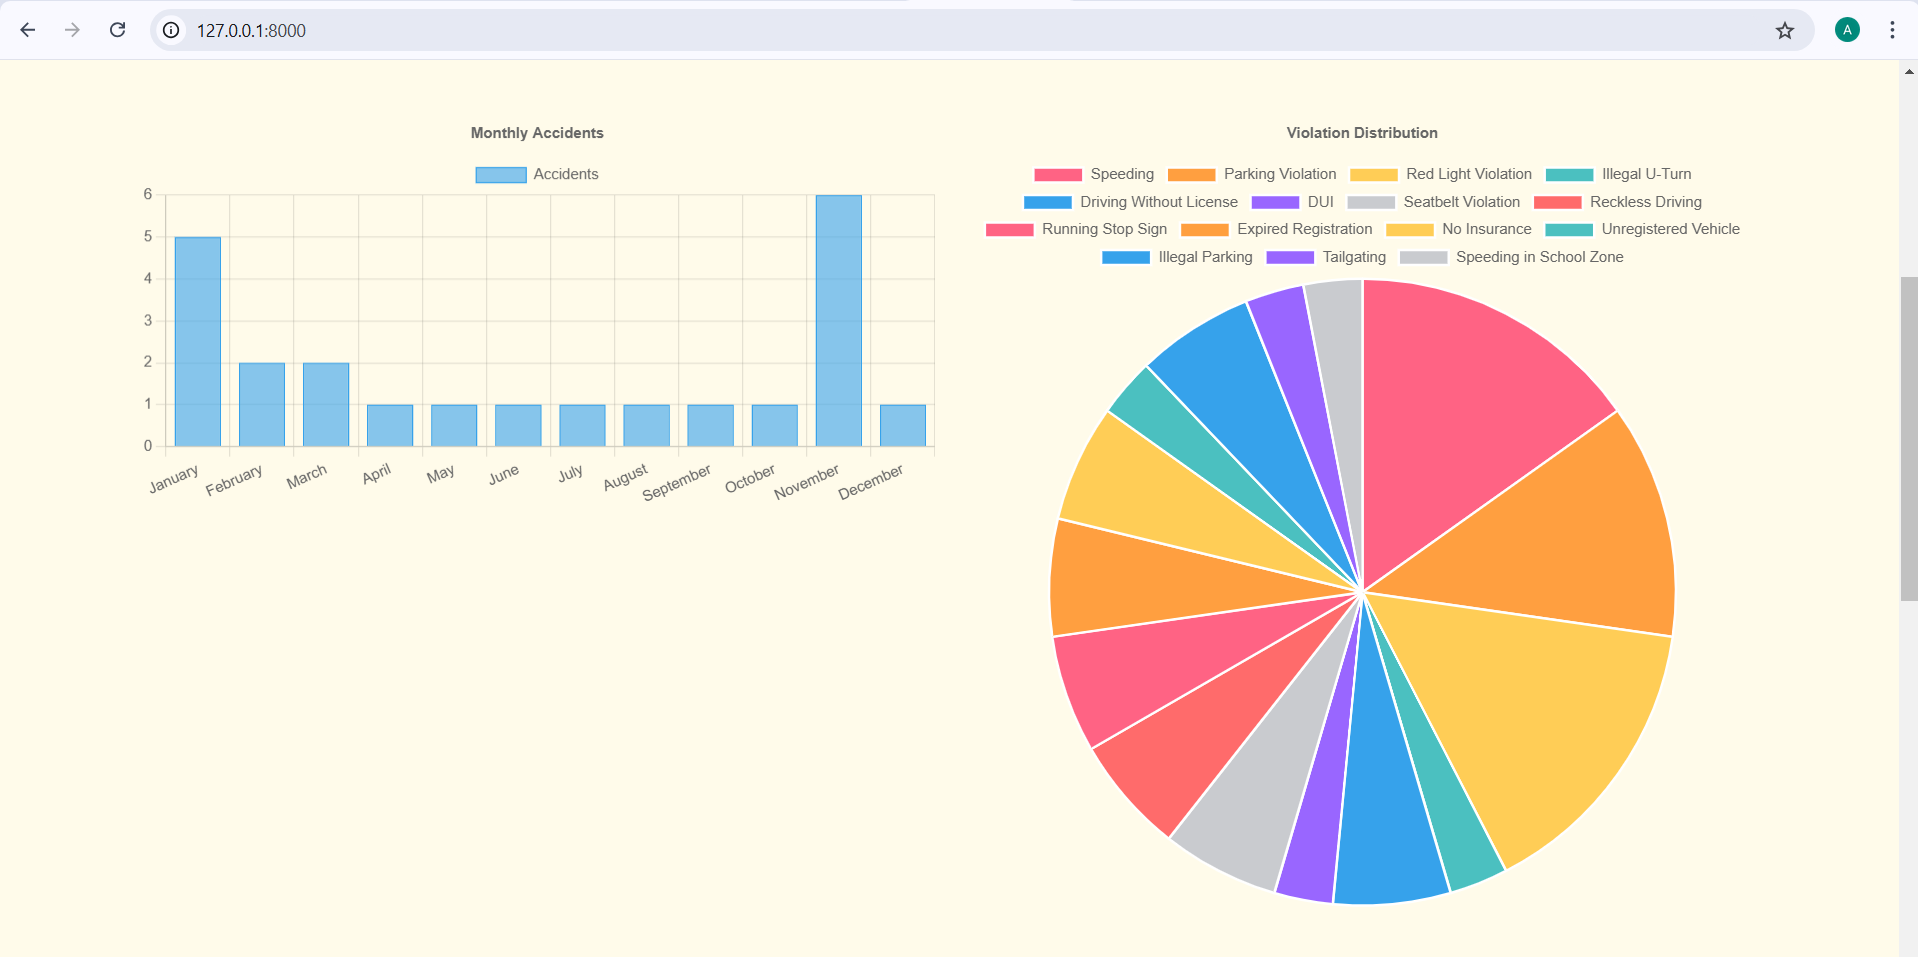 127.0.0.1:8000
A
Monthly Accidents
Accidents
6
5
4
3
2
1
0
January February March April May June July August September October November December
Violation Distribution
Speeding Parking Violation Red Light Violation Illegal U-Turn
Driving Without License DUI Seatbelt Violation Reckless Driving
Running Stop Sign Expired Registration No Insurance Unregistered Vehicle
Illegal Parking Tailgating Speeding in School Zone